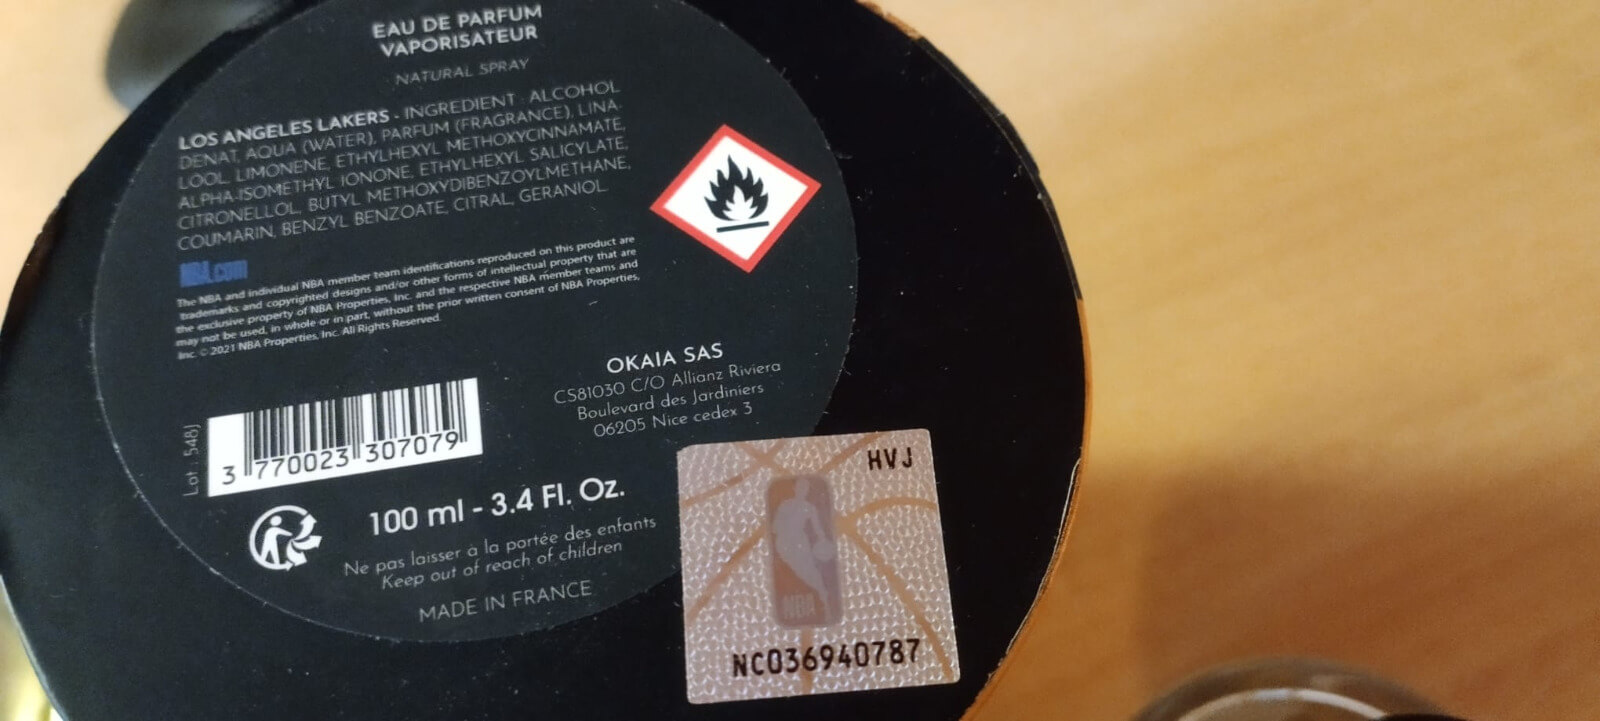 EAU DE PARFUM
VAPORISATEUR
NATURAL SPRAY
LOS ANGELES LAKERS - INGREDIENT : ALCOHOL
DENAT, AQUA (WATER), PARFUM (FRAGRANCE), LINA-
LOOL, LIMONENE, ETHYLHEXYL METHOXYCINNAMATE,
ALPHA-ISOMETHYL IONONE, ETHYLHEXYL SALICYLATE,
CITRONELLOL, BUTYL METHOXYDIBENZOYLMETHANE,
COUMARIN, BENZYL BENZOATE, CITRAL, GERANIOL
NBA.com
The NBA and individual NBA member team identifications reproduced on this product are
trademarks and copyrighted designs and/or other forms of intellectual property that are
the exclusive property of NBA Properties, Inc. and the respective NBA member teams and
may not be used, in whole or in part, without the prior written consent of NBA Properties,
Inc. © 2021 NBA Properties, Inc. All Rights Reserved.
OKAIA SAS
CS81030 C/O Allianz Riviera
Boulevard des Jardiniers
06205 Nice cedex 3
Lot : 548J
3 770023 307079
100 ml - 3.4 Fl. Oz.
Ne pas laisser à la portée des enfants
Keep out of reach of children
MADE IN FRANCE
HVJ
NBA
NC036940787